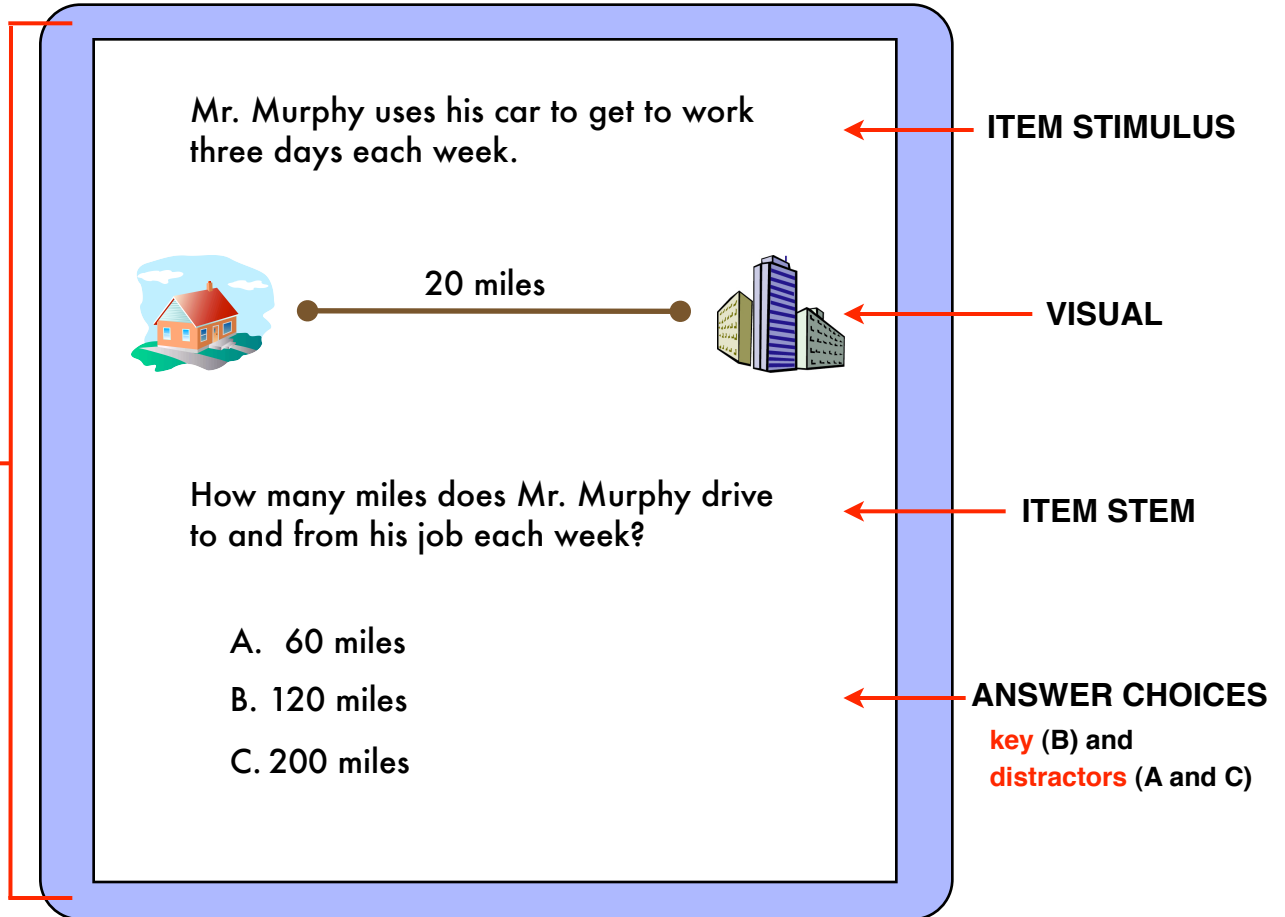 Mr. Murphy uses his car to get to work
three days each week.
ITEM STIMULUS
20 miles
VISUAL
How many miles does Mr. Murphy drive
to and from his job each week?
ITEM STEM
A. 60 miles
B. 120 miles
C. 200 miles
ANSWER CHOICES
key (B) and
distractors (A and C)